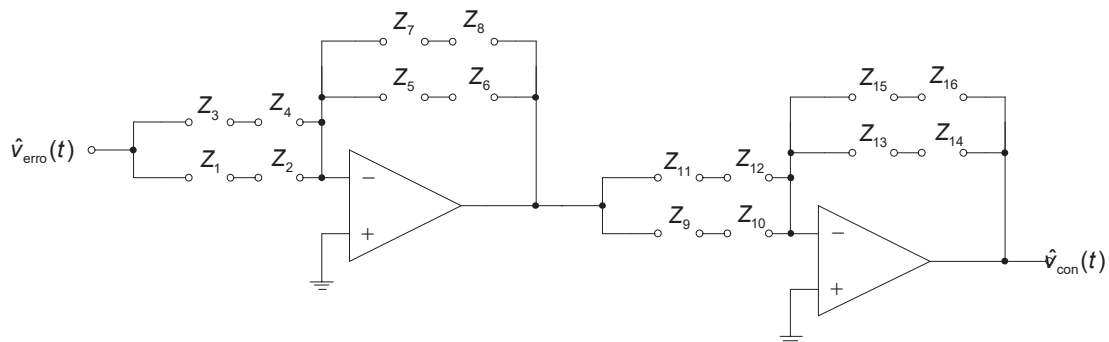 Z7 Z8
Z5 Z6
Z3 Z4
v̂erro(t)
Z1 Z2
−
+
Z15 Z16
Z13 Z14
Z11 Z12
Z9 Z10
−
+
v̂con(t)